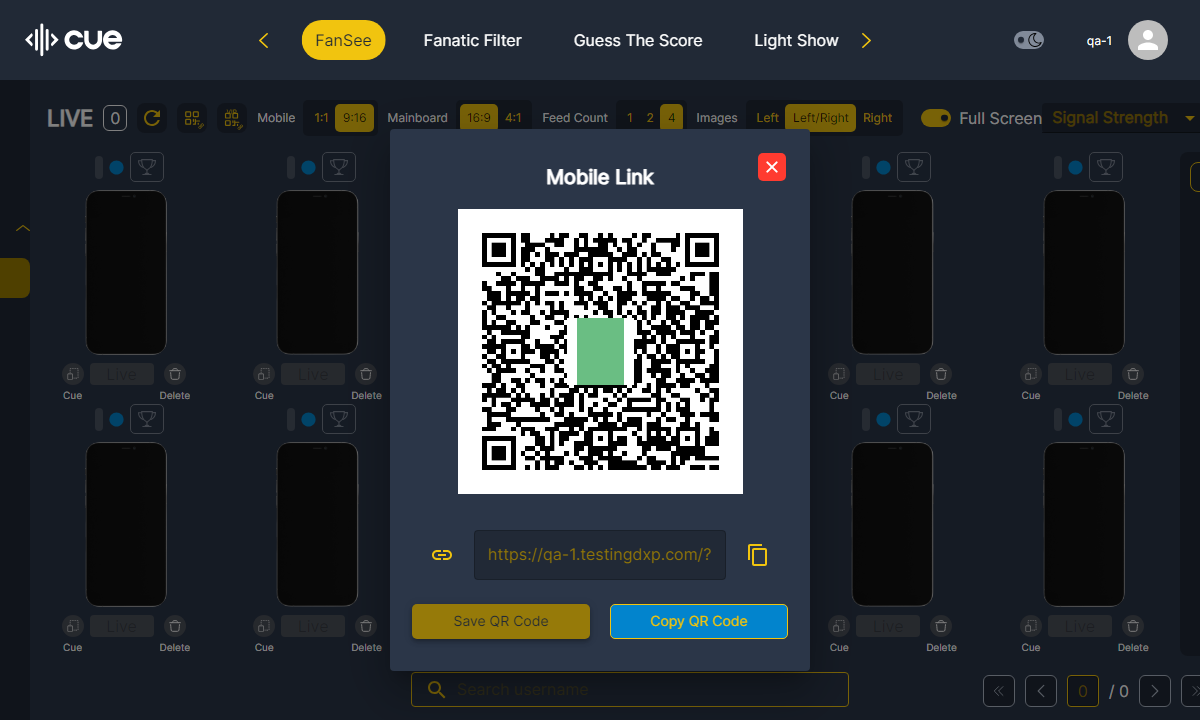 cue
FanSee
Fanatic Filter
Guess The Score
Light Show
qa-1
LIVE 0
Mobile 1:1 9:16
Mainboard 16:9 4:1
Feed Count 1 2 4
Images Left Left/Right Right
Full Screen
Signal Strength
Mobile Link
Live Live Live Live
Cue Delete Cue Delete Cue Delete Cue Delete
https://qa-1.testingdxp.com/?
Save QR Code
Copy QR Code
Live Live Live Live
Cue Delete Cue Delete Cue Delete Cue Delete
Search username
0 / 0